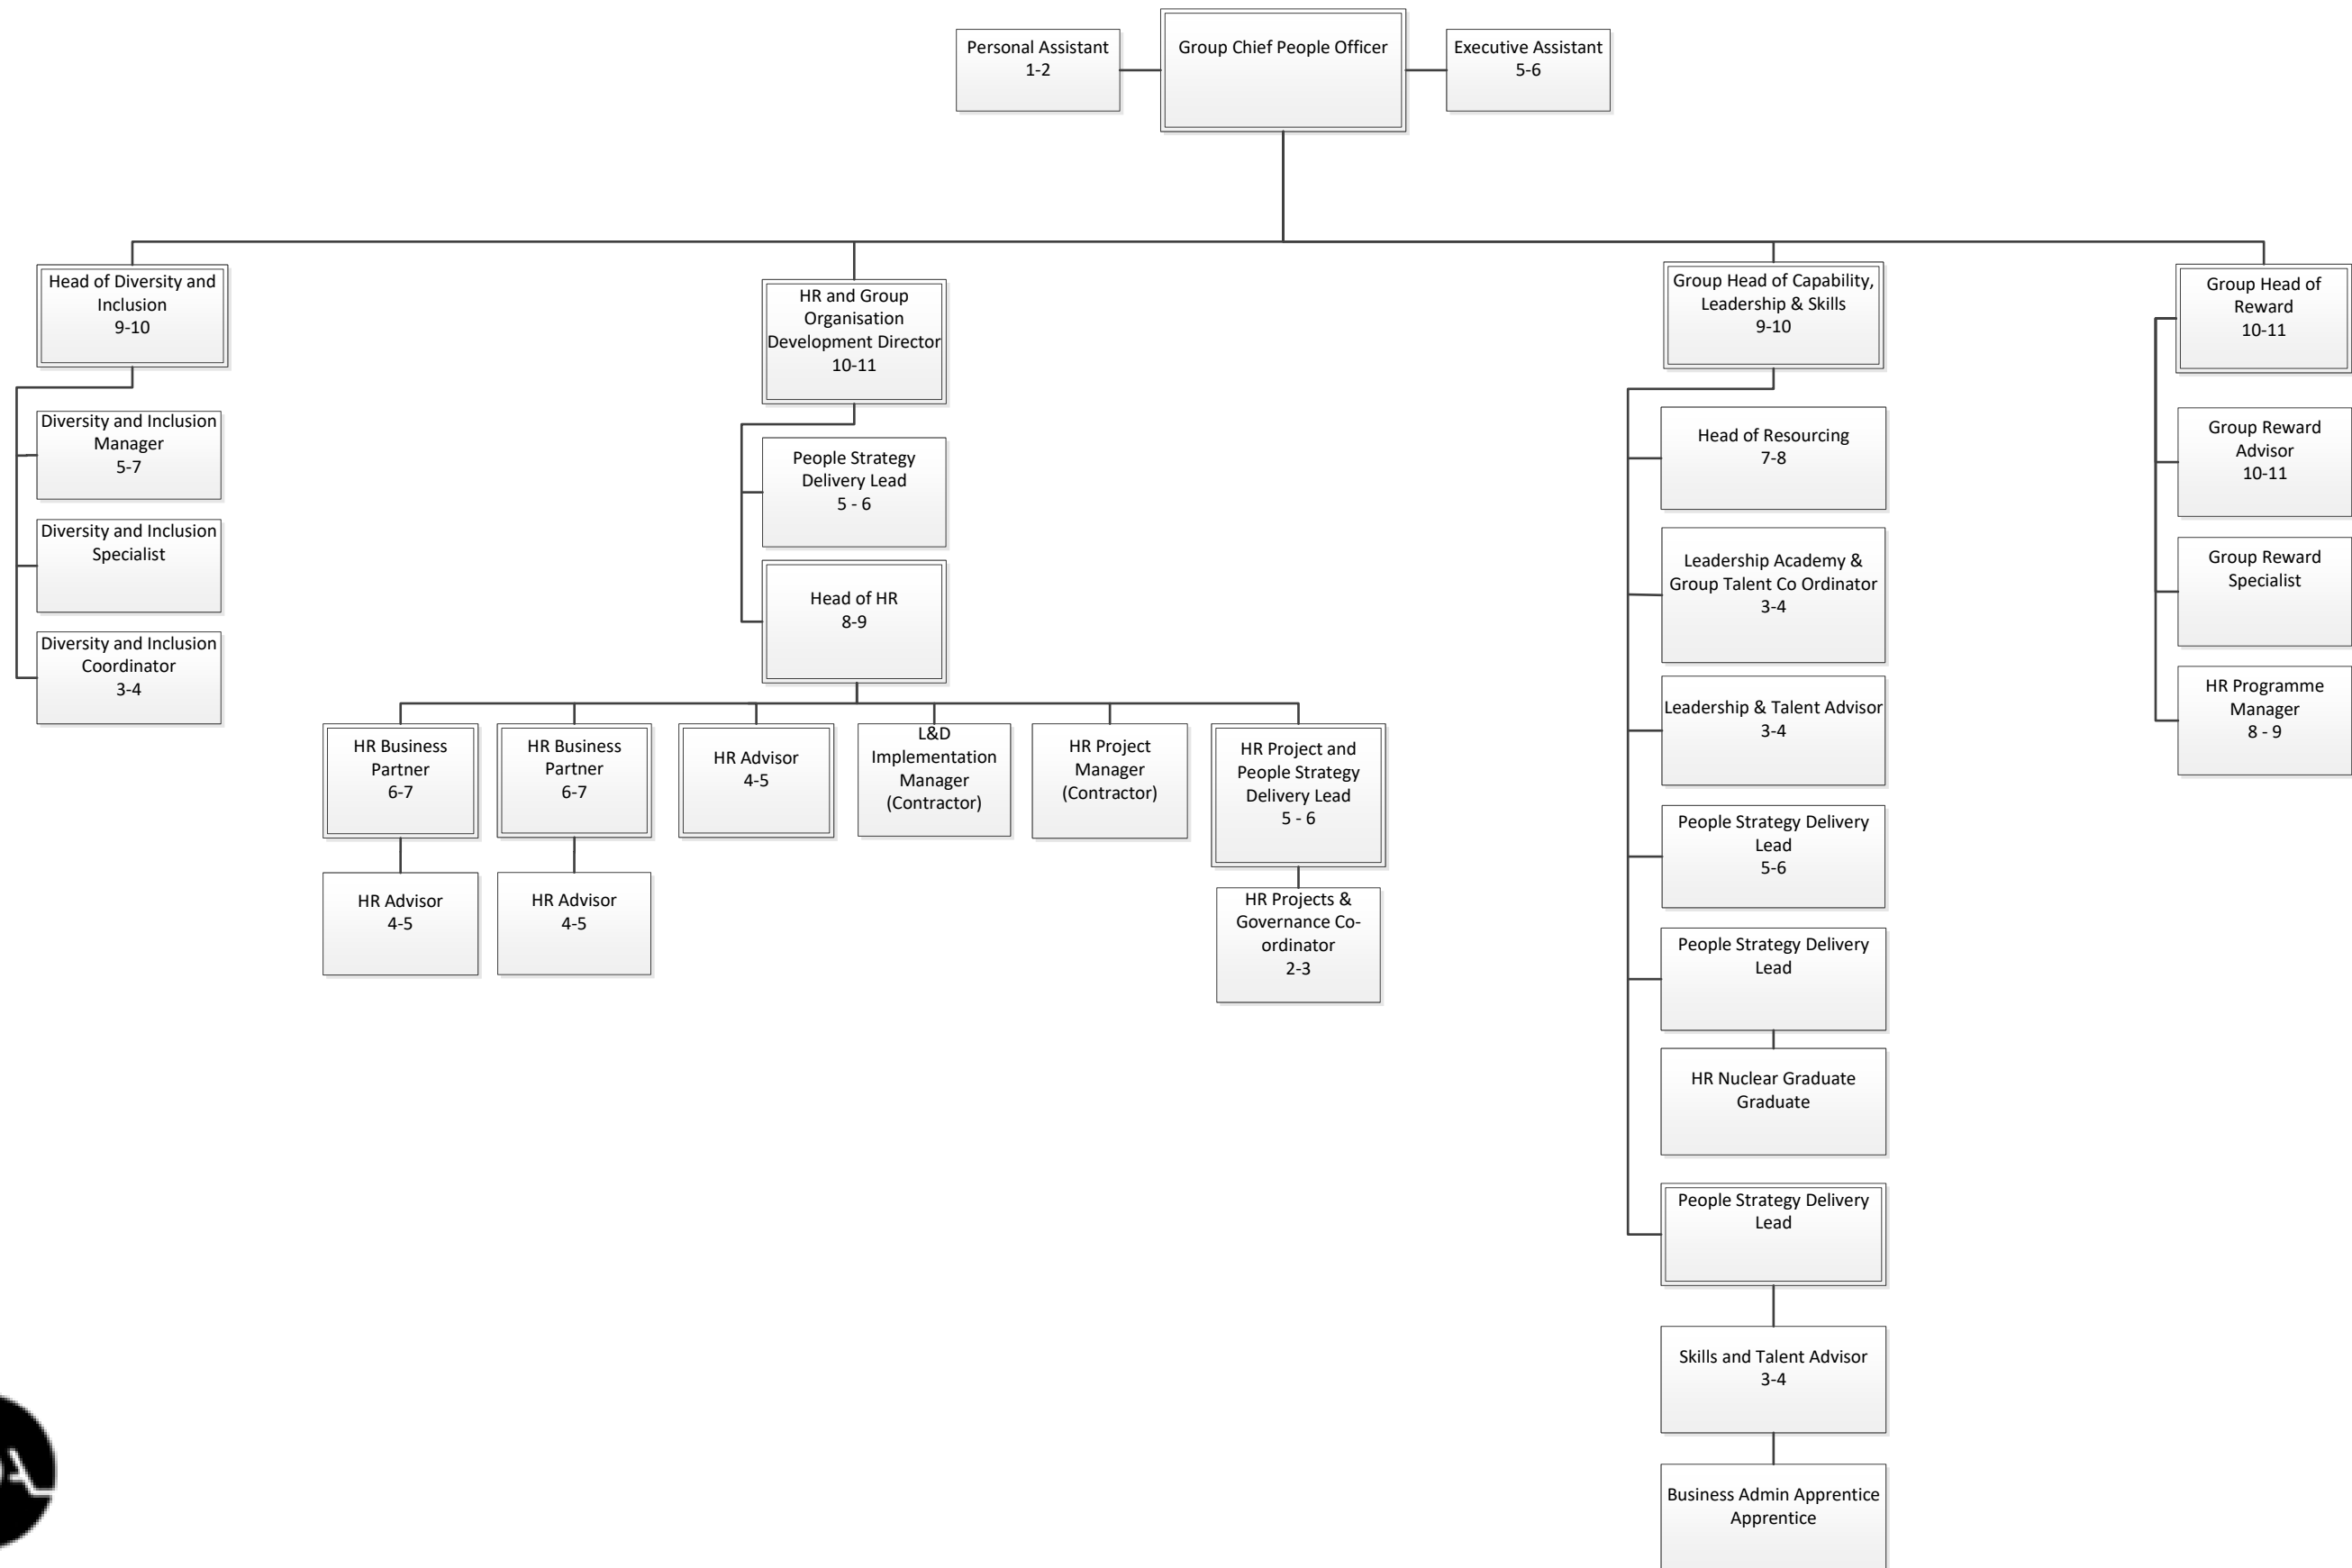 Personal Assistant
1-2
Group Chief People Officer
Executive Assistant
5-6
Head of Diversity and
Inclusion
9-10
Diversity and Inclusion
Manager
5-7
Diversity and Inclusion
Specialist
Diversity and Inclusion
Coordinator
3-4
HR and Group
Organisation
Development Director
10-11
People Strategy
Delivery Lead
5 - 6
Head of HR
8-9
HR Business
Partner
6-7
HR Advisor
4-5
HR Business
Partner
6-7
HR Advisor
4-5
HR Advisor
4-5
L&D
Implementation
Manager
(Contractor)
HR Project
Manager
(Contractor)
HR Project and
People Strategy
Delivery Lead
5 - 6
HR Projects &
Governance Co-
ordinator
2-3
Group Head of Capability,
Leadership & Skills
9-10
Head of Resourcing
7-8
Leadership Academy &
Group Talent Co Ordinator
3-4
Leadership & Talent Advisor
3-4
People Strategy Delivery
Lead
5-6
People Strategy Delivery
Lead
HR Nuclear Graduate
Graduate
People Strategy Delivery
Lead
Skills and Talent Advisor
3-4
Business Admin Apprentice
Apprentice
Group Head of
Reward
10-11
Group Reward
Advisor
10-11
Group Reward
Specialist
HR Programme
Manager
8 - 9